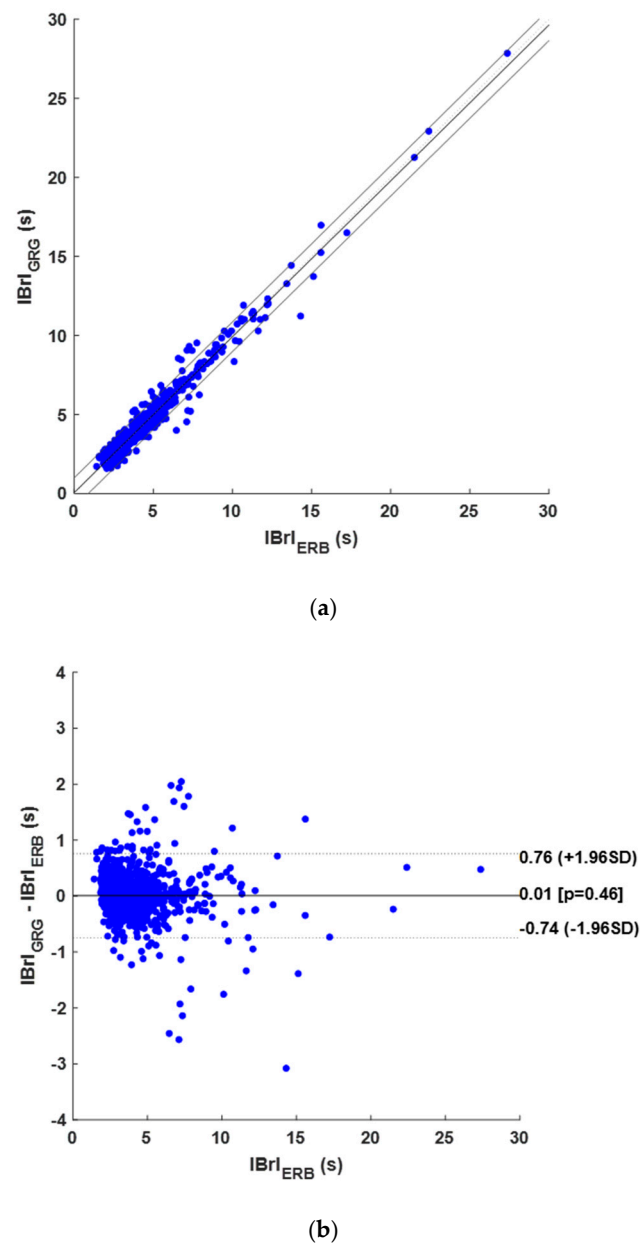 30
25
20
15
10
5
0
IBrI_GRG (s)
0 5 10 15 20 25 30
IBrI_ERB (s)
(a)
4
3
2
1
0
-1
-2
-3
-4
IBrI_GRG - IBrI_ERB (s)
0.76 (+1.96SD)
0.01 [p=0.46]
-0.74 (-1.96SD)
0 5 10 15 20 25 30
IBrI_ERB (s)
(b)